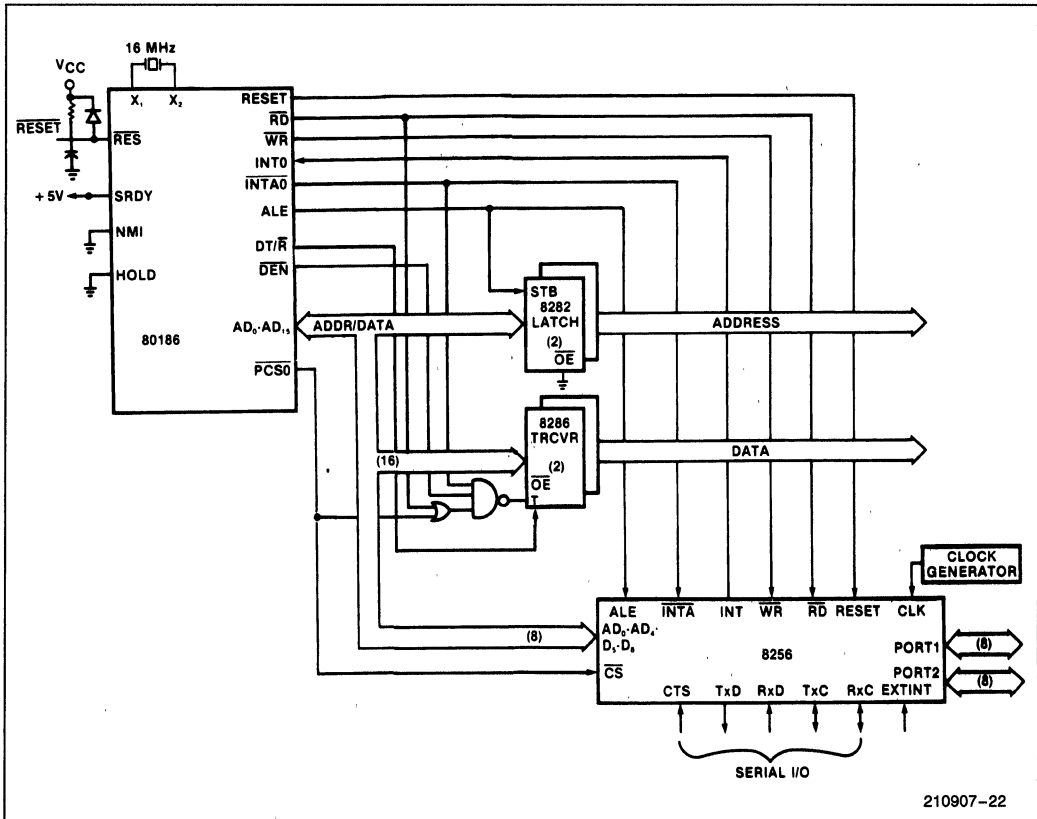 16 MHz
VCC
X1 X2
RESET
RES
+5V
SRDY
NMI
HOLD
80186
RESET
RD
WR
INT0
INTA0
ALE
DT/R
DEN
AD0-AD15
PCS0
ADDR/DATA
STB
8282
LATCH
(2)
OE
ADDRESS
8286
TRCVR
(2)
OE
T
DATA
(16)
CLOCK
GENERATOR
ALE INTA INT WR RD RESET CLK
AD0-AD4-
D5-D8
(8)
8256
CS
PORT1
(8)
PORT2
(8)
CTS TxD RxD TxC RxC EXTINT
SERIAL I/O
210907-22